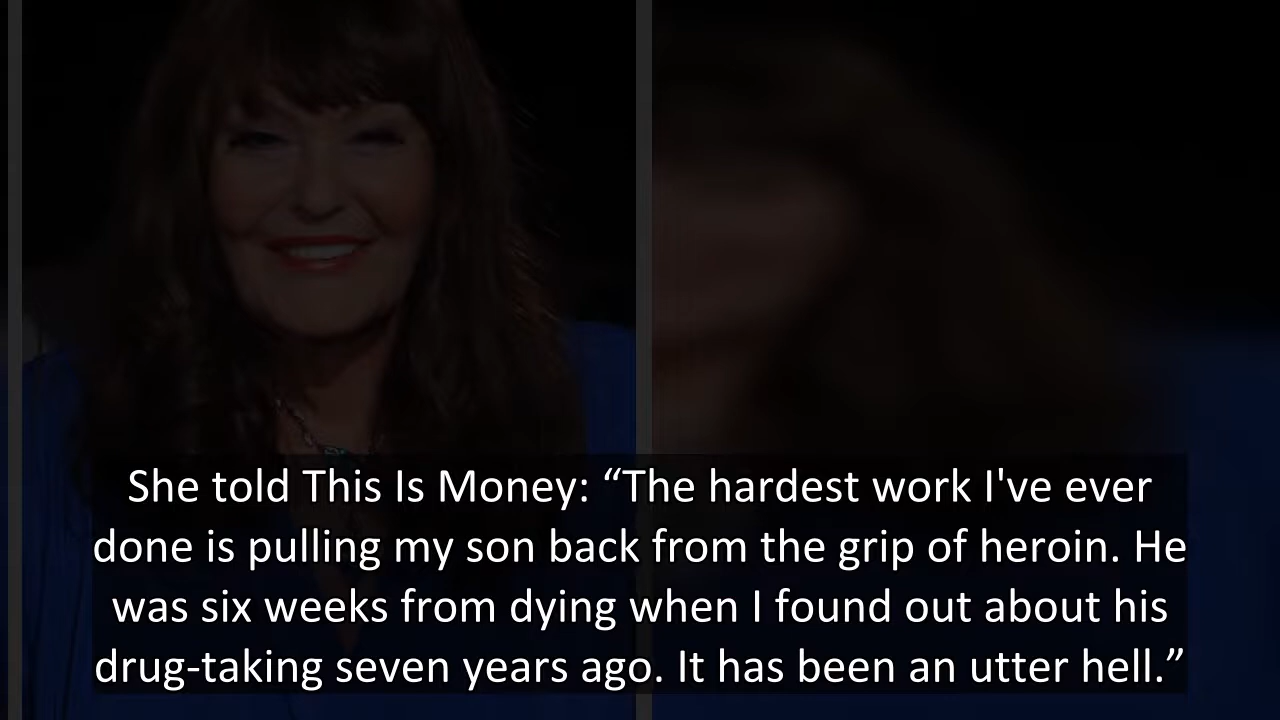 She told This Is Money: “The hardest work I've ever
done is pulling my son back from the grip of heroin. He
was six weeks from dying when I found out about his
drug-taking seven years ago. It has been an utter hell.”